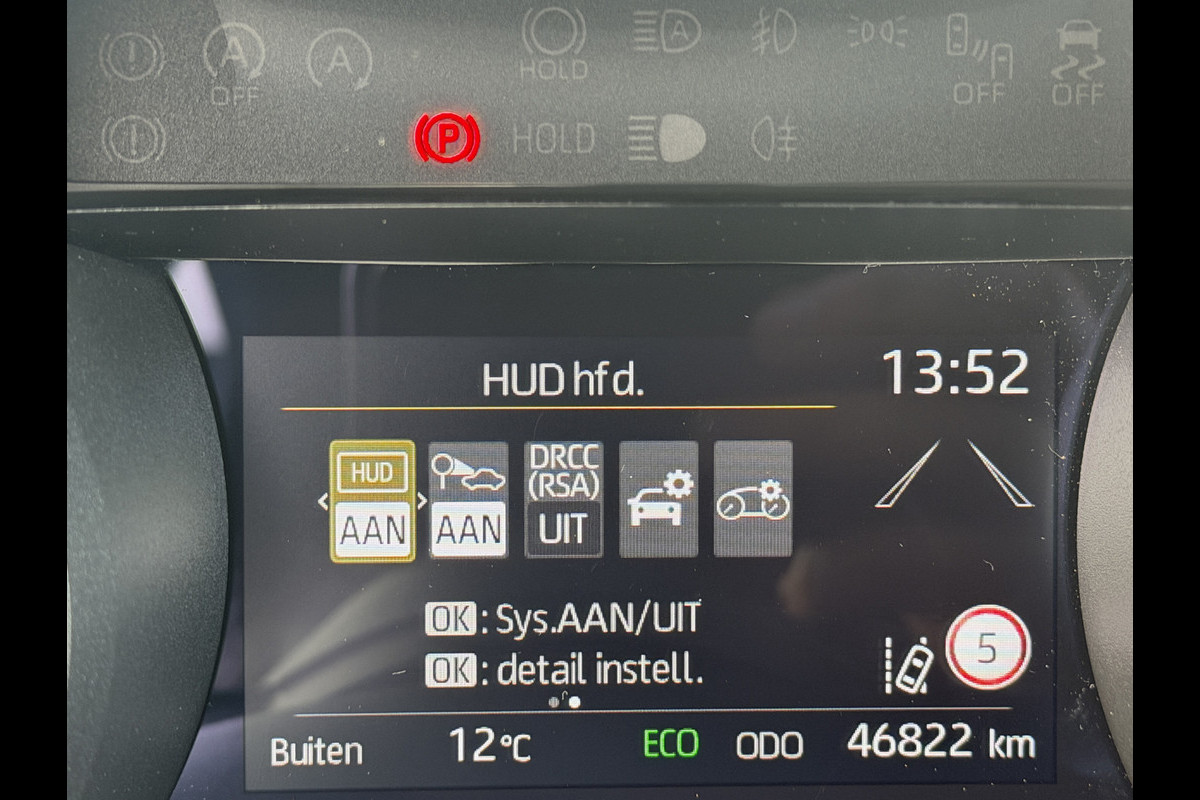 A
OFF
A
HOLD
A
OFF
OFF
P
HOLD
HUD hfd.
13:52
HUD
AAN
AAN
DRCC
(RSA)
UIT
OK : Sys.AAN/UIT
OK : detail instell.
5
Buiten 12°C ECO ODO 46822 km